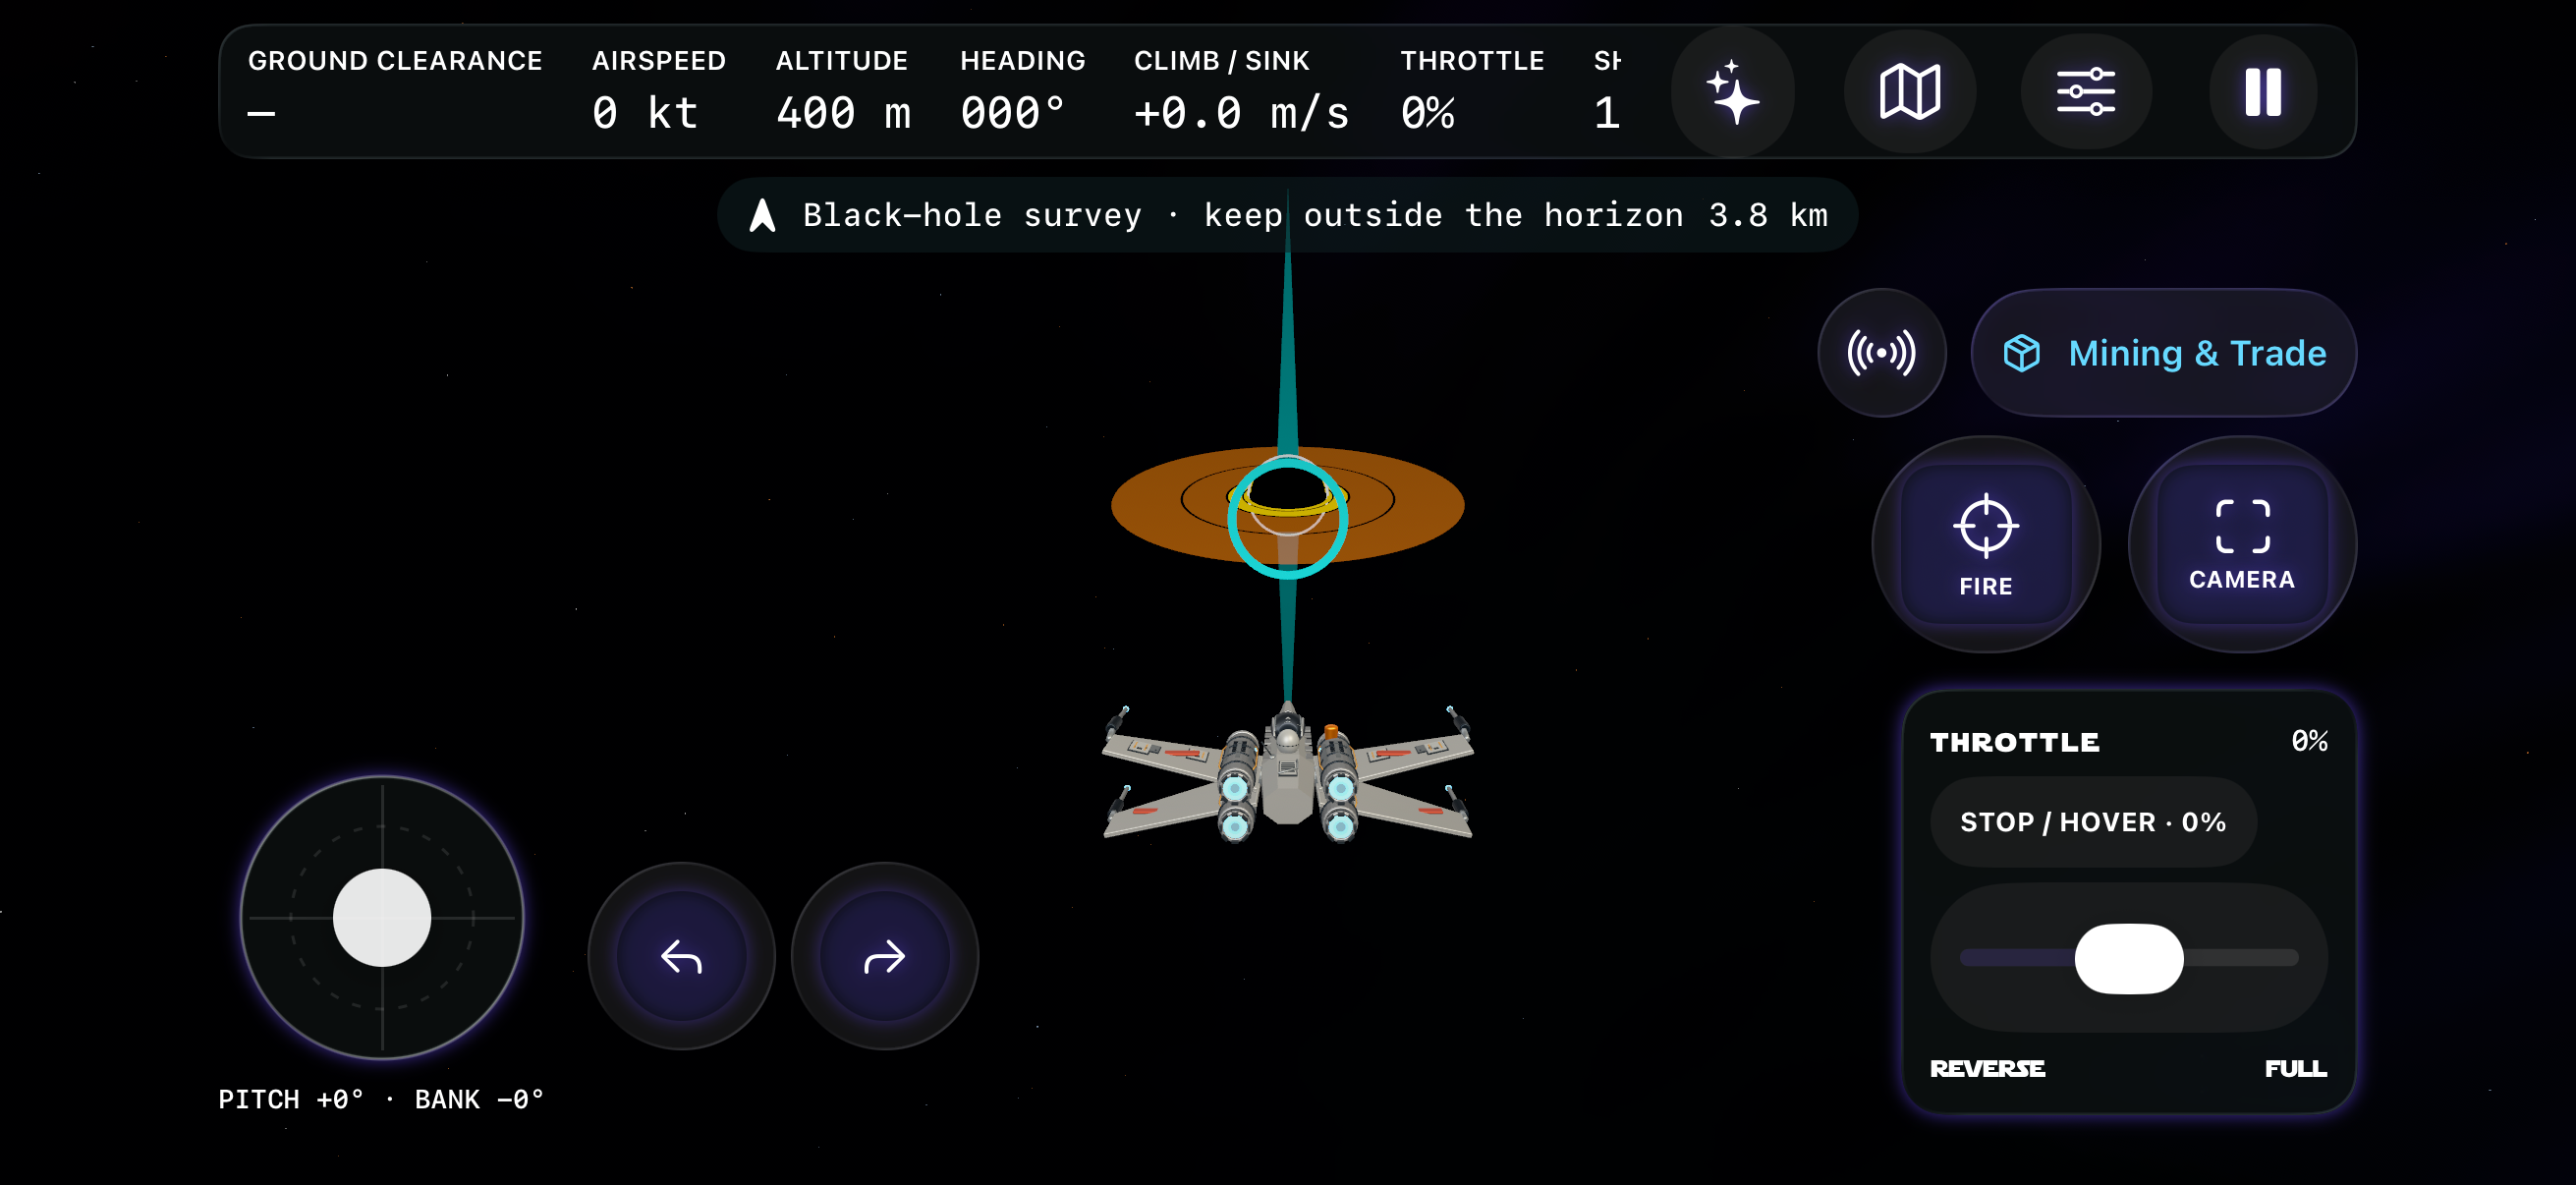 GROUND CLEARANCE AIRSPEED ALTITUDE HEADING CLIMB / SINK THROTTLE SH
— 0 kt 400 m 000° +0.0 m/s 0% 1
Black-hole survey · keep outside the horizon 3.8 km
Mining & Trade
FIRE CAMERA
THROTTLE 0%
STOP / HOVER · 0%
REVERSE FULL
PITCH +0° · BANK -0°